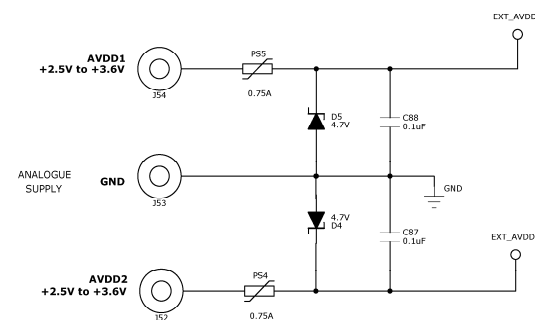 EXT_AVDD
AVDD1
+2.5V to +3.6V
J54
PS5
0.75A
D5
4.7V
C88
0.1uF
ANALOGUE
SUPPLY
GND
J53
GND
4.7V
D4
C87
0.1uF
EXT_AVDD
AVDD2
+2.5V to +3.6V
J52
PS4
0.75A